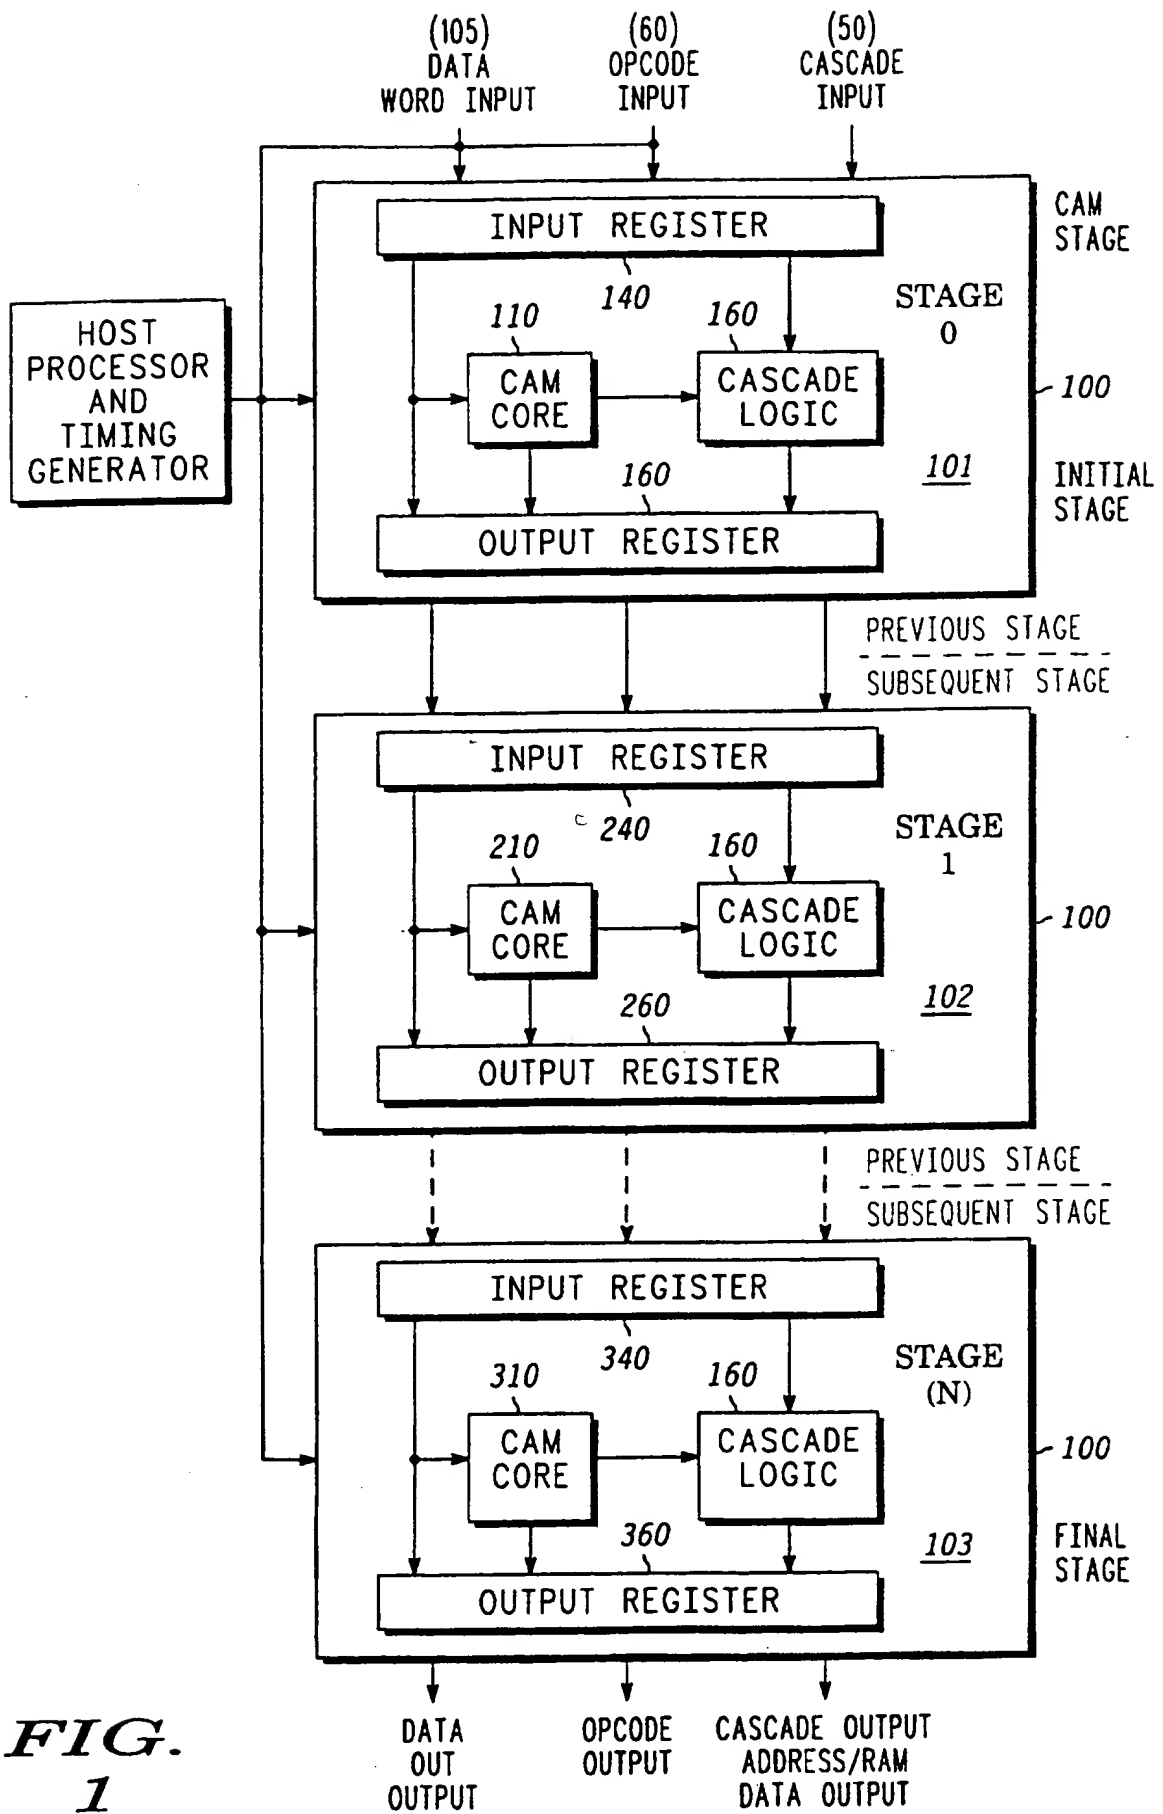 (105)
DATA
WORD INPUT
(60)
OPCODE
INPUT
(50)
CASCADE
INPUT
CAM
STAGE
INPUT REGISTER
140
STAGE
0
110
160
HOST
PROCESSOR
AND
TIMING
GENERATOR
CAM
CORE
CASCADE
LOGIC
100
160
101
INITIAL
STAGE
OUTPUT REGISTER
PREVIOUS STAGE
SUBSEQUENT STAGE
INPUT REGISTER
240
STAGE
1
210
160
CAM
CORE
CASCADE
LOGIC
100
260
102
OUTPUT REGISTER
PREVIOUS STAGE
SUBSEQUENT STAGE
INPUT REGISTER
340
STAGE
(N)
310
160
CAM
CORE
CASCADE
LOGIC
100
360
103
FINAL
STAGE
OUTPUT REGISTER
DATA
OUT
OUTPUT
OPCODE
OUTPUT
CASCADE OUTPUT
ADDRESS/RAM
DATA OUTPUT
FIG.
1